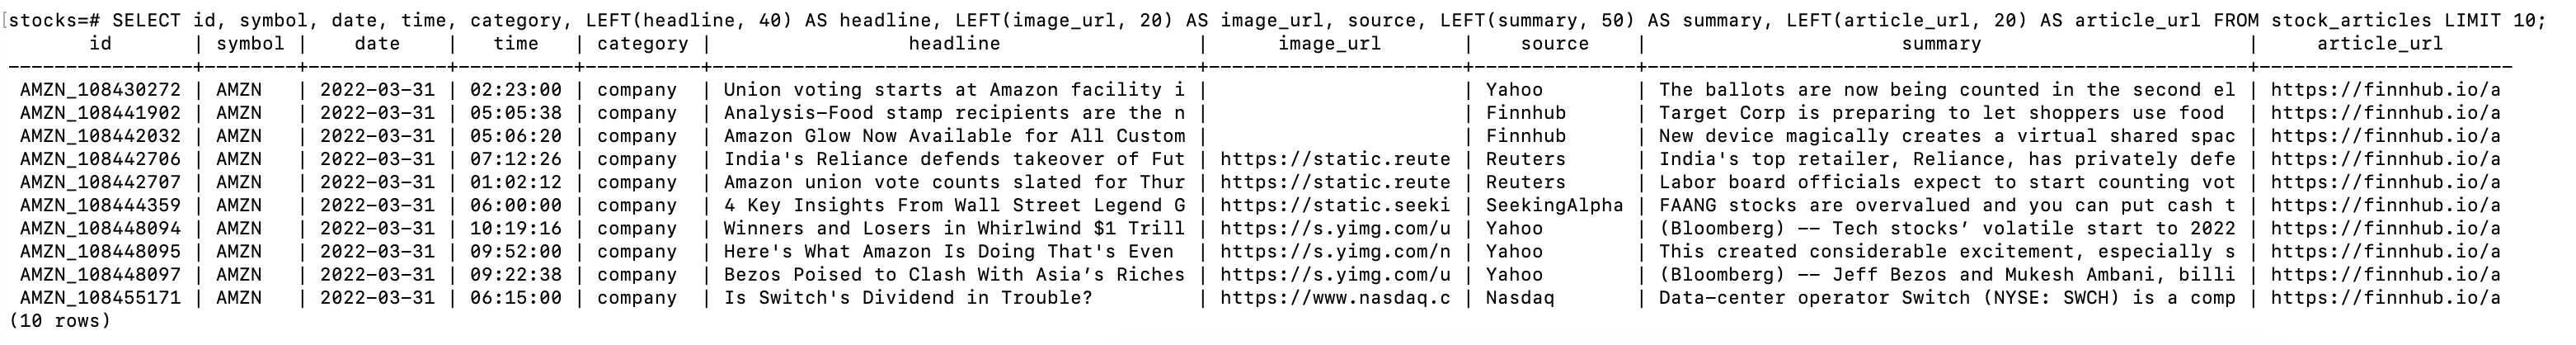 [stocks=# SELECT id, symbol, date, time, category, LEFT(headline, 40) AS headline, LEFT(image_url, 20) AS image_url, source, LEFT(summary, 50) AS summary, LEFT(article_url, 20) AS article_url FROM stock_articles LIMIT 10;
id | symbol | date | time | category | headline | image_url | source | summary | article_url
----------------+--------+------------+----------+----------+------------------------------------------+----------------------+--------------+----------------------------------------------------+----------------------
AMZN_108430272 | AMZN | 2022-03-31 | 02:23:00 | company | Union voting starts at Amazon facility i | | Yahoo | The ballots are now being counted in the second el | https://finnhub.io/a
AMZN_108441902 | AMZN | 2022-03-31 | 05:05:38 | company | Analysis-Food stamp recipients are the n | | Finnhub | Target Corp is preparing to let shoppers use food | https://finnhub.io/a
AMZN_108442032 | AMZN | 2022-03-31 | 05:06:20 | company | Amazon Glow Now Available for All Custom | | Finnhub | New device magically creates a virtual shared spac | https://finnhub.io/a
AMZN_108442706 | AMZN | 2022-03-31 | 07:12:26 | company | India's Reliance defends takeover of Fut | https://static.reute | Reuters | India's top retailer, Reliance, has privately defe | https://finnhub.io/a
AMZN_108442707 | AMZN | 2022-03-31 | 01:02:12 | company | Amazon union vote counts slated for Thur | https://static.reute | Reuters | Labor board officials expect to start counting vot | https://finnhub.io/a
AMZN_108444359 | AMZN | 2022-03-31 | 06:00:00 | company | 4 Key Insights From Wall Street Legend G | https://static.seeki | SeekingAlpha | FAANG stocks are overvalued and you can put cash t | https://finnhub.io/a
AMZN_108448094 | AMZN | 2022-03-31 | 10:19:16 | company | Winners and Losers in Whirlwind $1 Trill | https://s.yimg.com/u | Yahoo | (Bloomberg) -- Tech stocks’ volatile start to 2022 | https://finnhub.io/a
AMZN_108448095 | AMZN | 2022-03-31 | 09:52:00 | company | Here's What Amazon Is Doing That's Even | https://s.yimg.com/n | Yahoo | This created considerable excitement, especially s | https://finnhub.io/a
AMZN_108448097 | AMZN | 2022-03-31 | 09:22:38 | company | Bezos Poised to Clash With Asia’s Riches | https://s.yimg.com/u | Yahoo | (Bloomberg) -- Jeff Bezos and Mukesh Ambani, billi | https://finnhub.io/a
AMZN_108455171 | AMZN | 2022-03-31 | 06:15:00 | company | Is Switch's Dividend in Trouble? | https://www.nasdaq.c | Nasdaq | Data-center operator Switch (NYSE: SWCH) is a comp | https://finnhub.io/a
(10 rows)